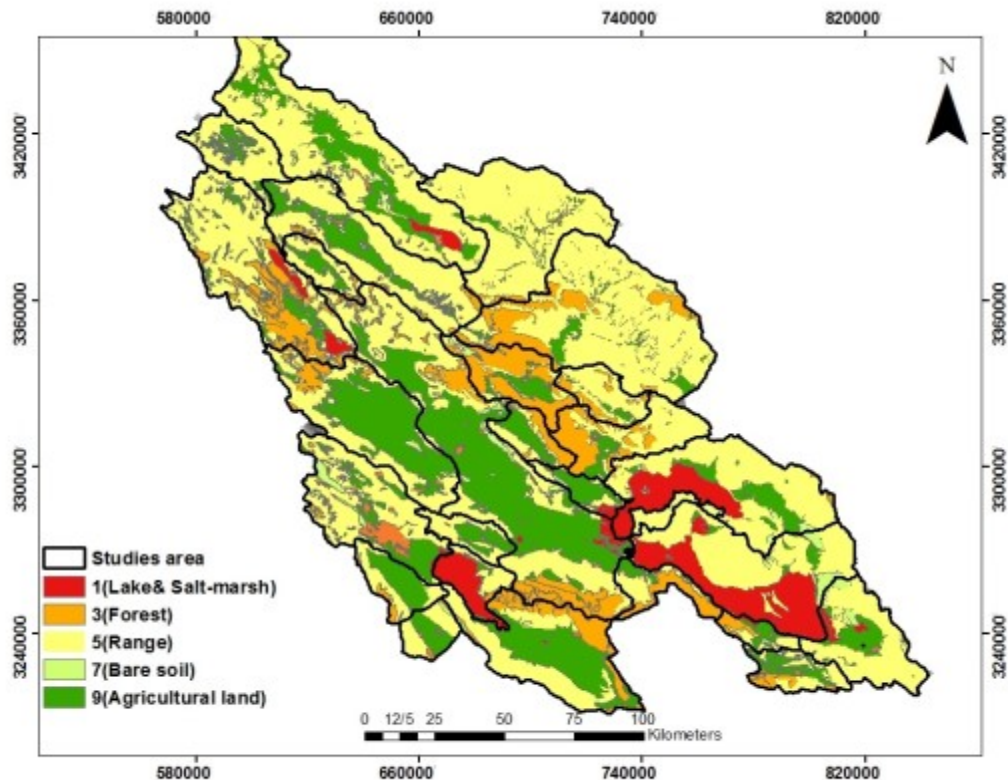 580000 660000 740000 820000
N
3420000 3420000
3360000 3360000
3300000 3300000
3240000 3240000
Studies area
1(Lake& Salt-marsh)
3(Forest)
5(Range)
7(Bare soil)
9(Agricultural land)
0 12/5 25 50 75 100
Kilometers
580000 660000 740000 820000